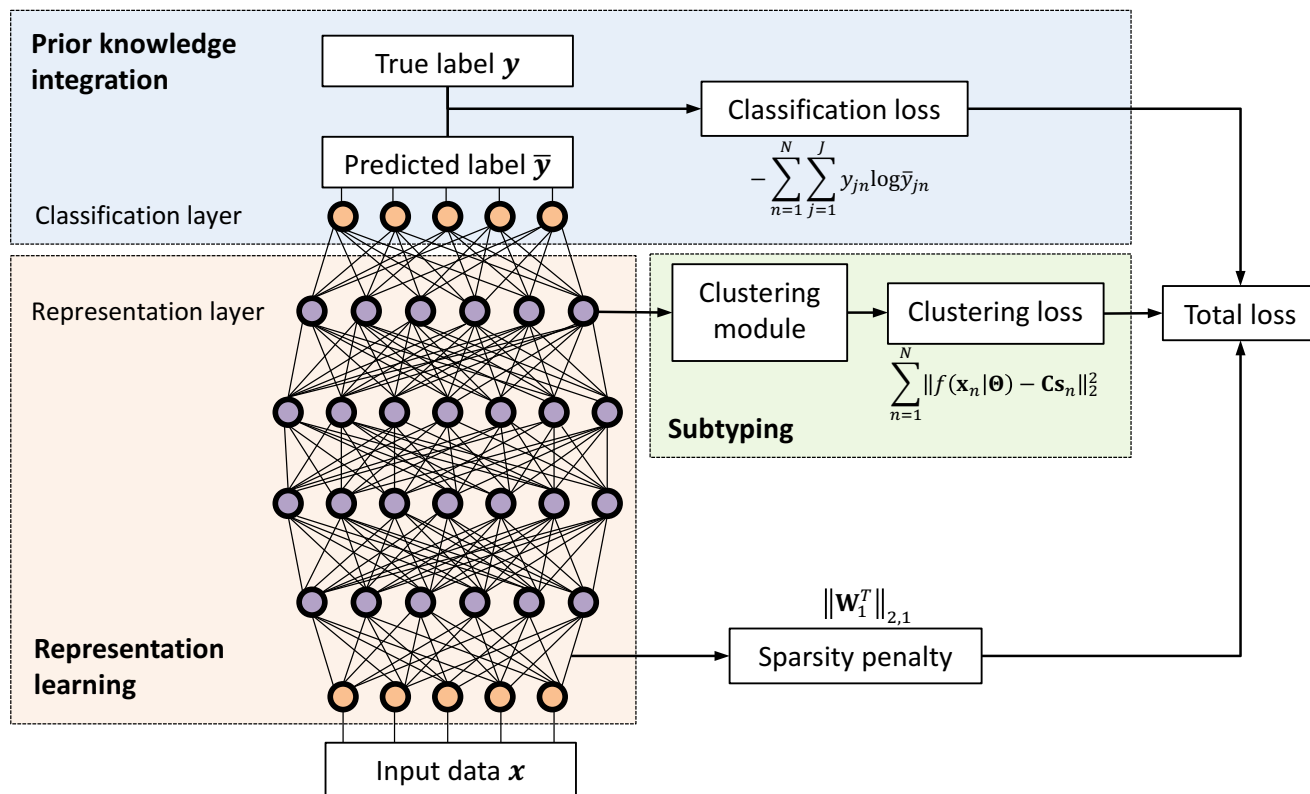 Prior knowledge
integration
True label y
Classification loss
Predicted label ȳ
− ∑_{n=1}^{N} ∑_{j=1}^{J} y_{jn} log ȳ_{jn}
Classification layer
Representation layer
Clustering
module
Clustering loss
Total loss
∑_{n=1}^{N} ‖f(x_n|Θ) − Cs_n‖_2^2
Subtyping
‖W_1^T‖_{2,1}
Sparsity penalty
Representation
learning
Input data x